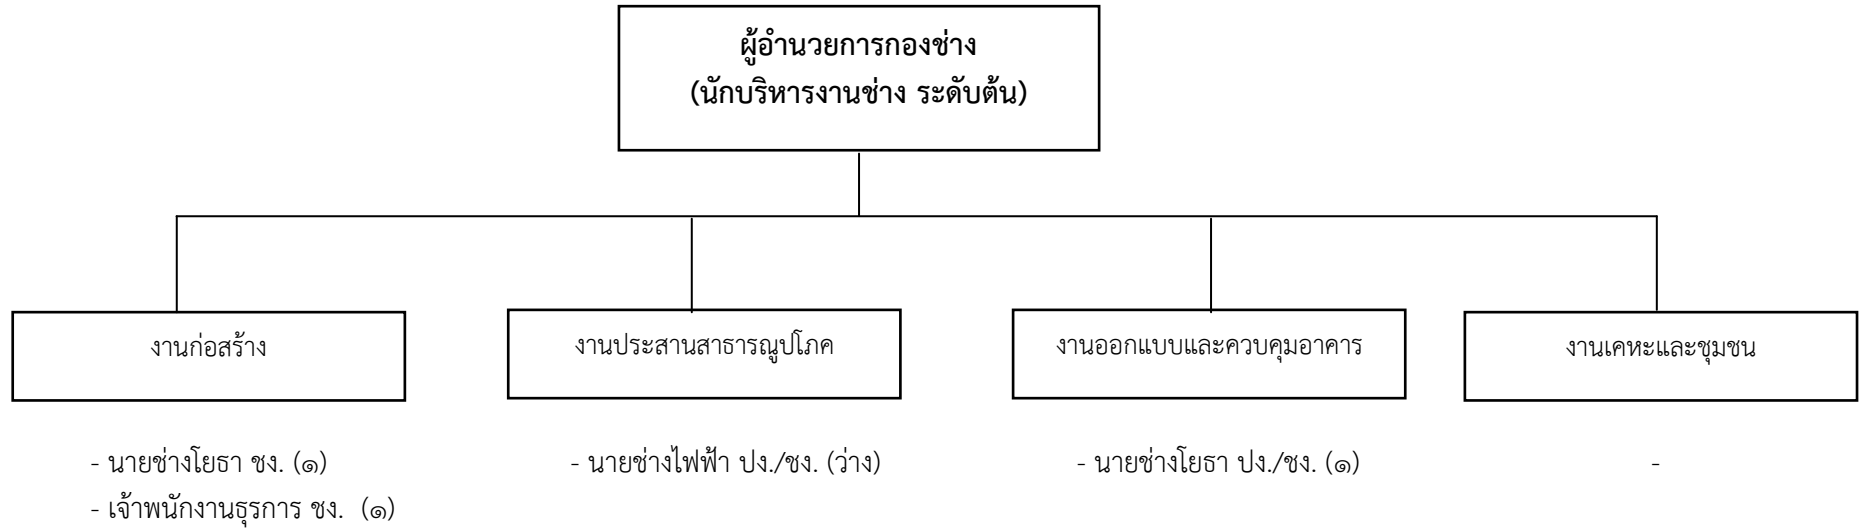 ผู้อำนวยการกองช่าง
(นักบริหารงานช่าง ระดับต้น)
งานก่อสร้าง
งานประสานสาธารณูปโภค
งานออกแบบและควบคุมอาคาร
งานเคหะและชุมชน
- นายช่างโยธา ชง. (๑)
- เจ้าพนักงานธุรการ ชง. (๑)
- นายช่างไฟฟ้า ปง./ชง. (ว่าง)
- นายช่างโยธา ปง./ชง. (๑)
-